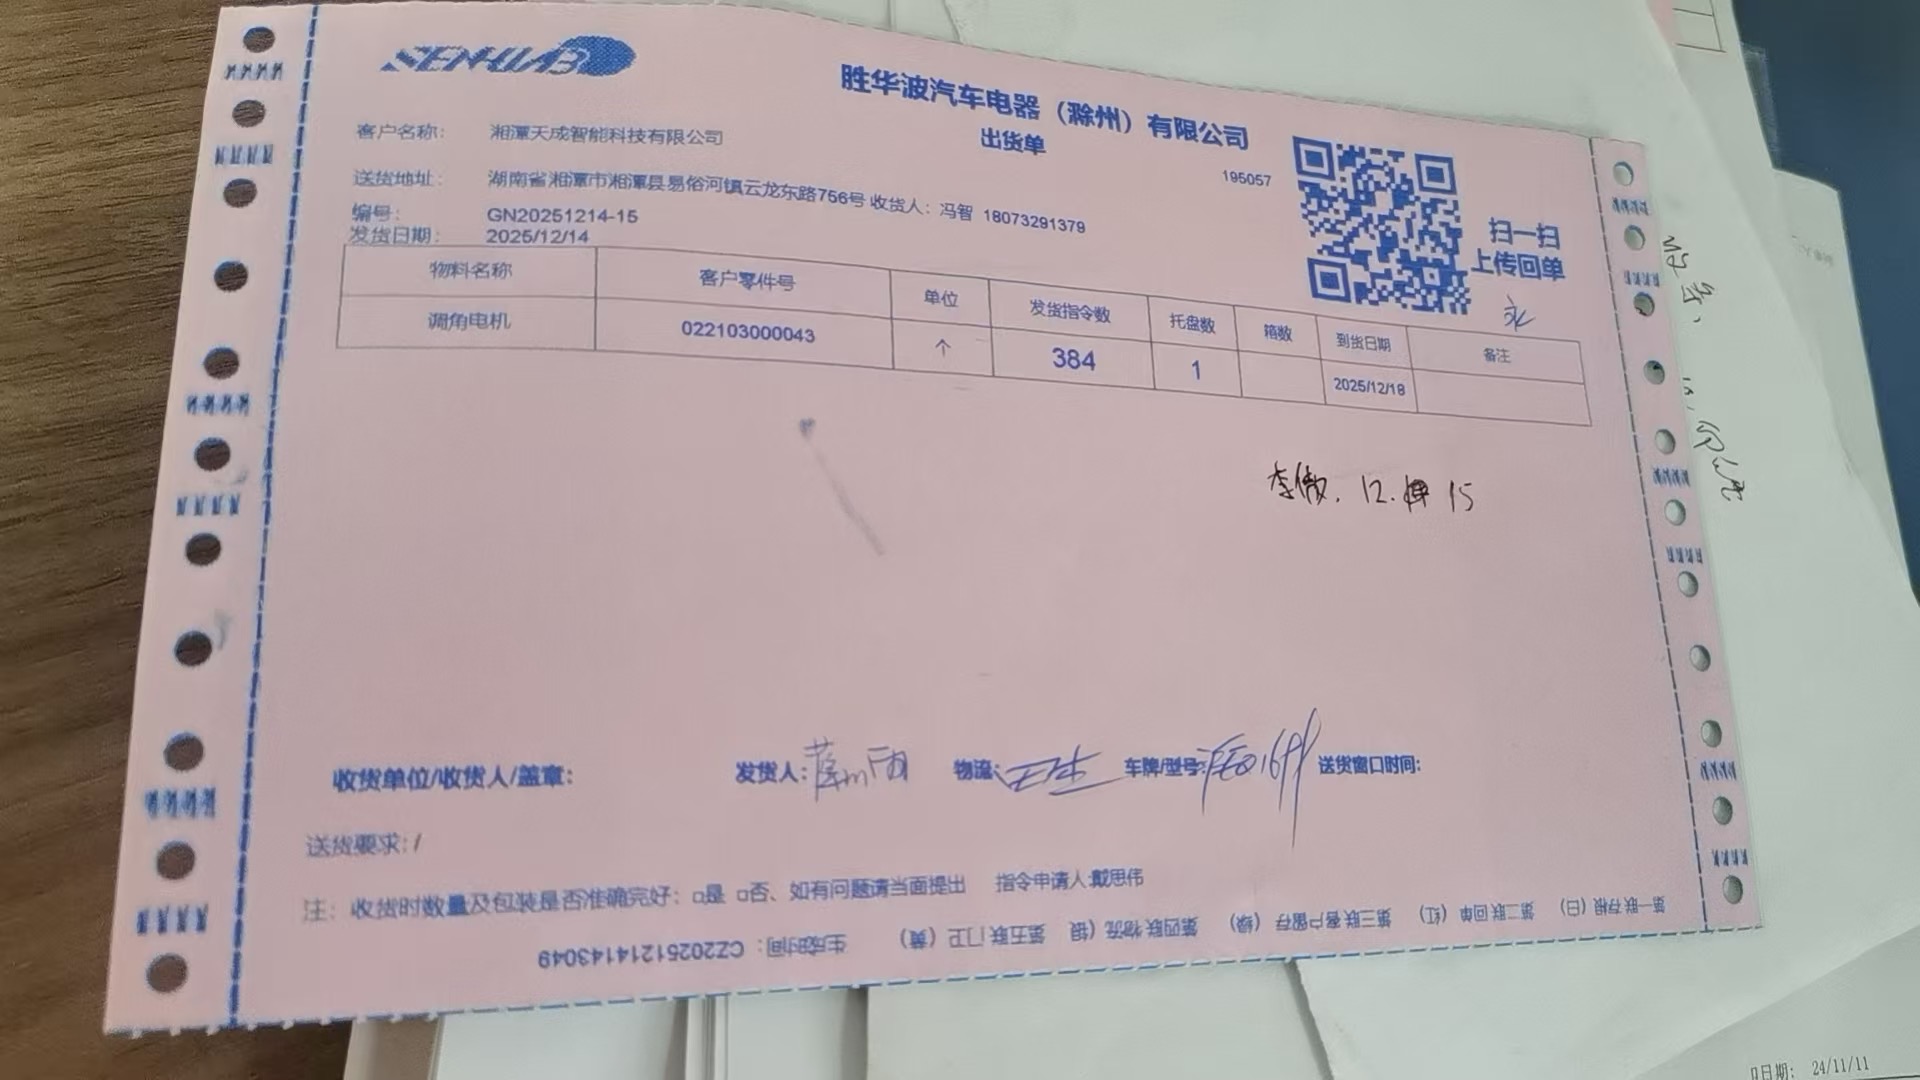 SENHWAB
胜华波汽车电器（滁州）有限公司
出货单
195057
客户名称： 湘潭天成智能科技有限公司
送货地址： 湖南省湘潭市湘潭县易俗河镇云龙东路756号 收货人：冯智 18073291379
编号： GN20251214-15
发货日期： 2025/12/14
扫一扫
上传回单
物料名称 客户零件号 单位 发货指令数 托盘数 箱数 到货日期 备注
调角电机 022103000043 个 384 1 2025/12/18
李傲. 12. 15
收货单位/收货人/盖章： 发货人： 物流： 车牌/型号： 送货窗口时间：
送货要求：/
注： 收货时数量及包装是否准确完好：□是 □否、如有问题请当面提出 指令申请人:戴思伟
第一联存根（白） 第二联回单（红） 第三联客户留存（绿） 第四联物流（蓝） 第五联门卫（黄） 生成时间：CZ20251214143049
日期： 24/11/11